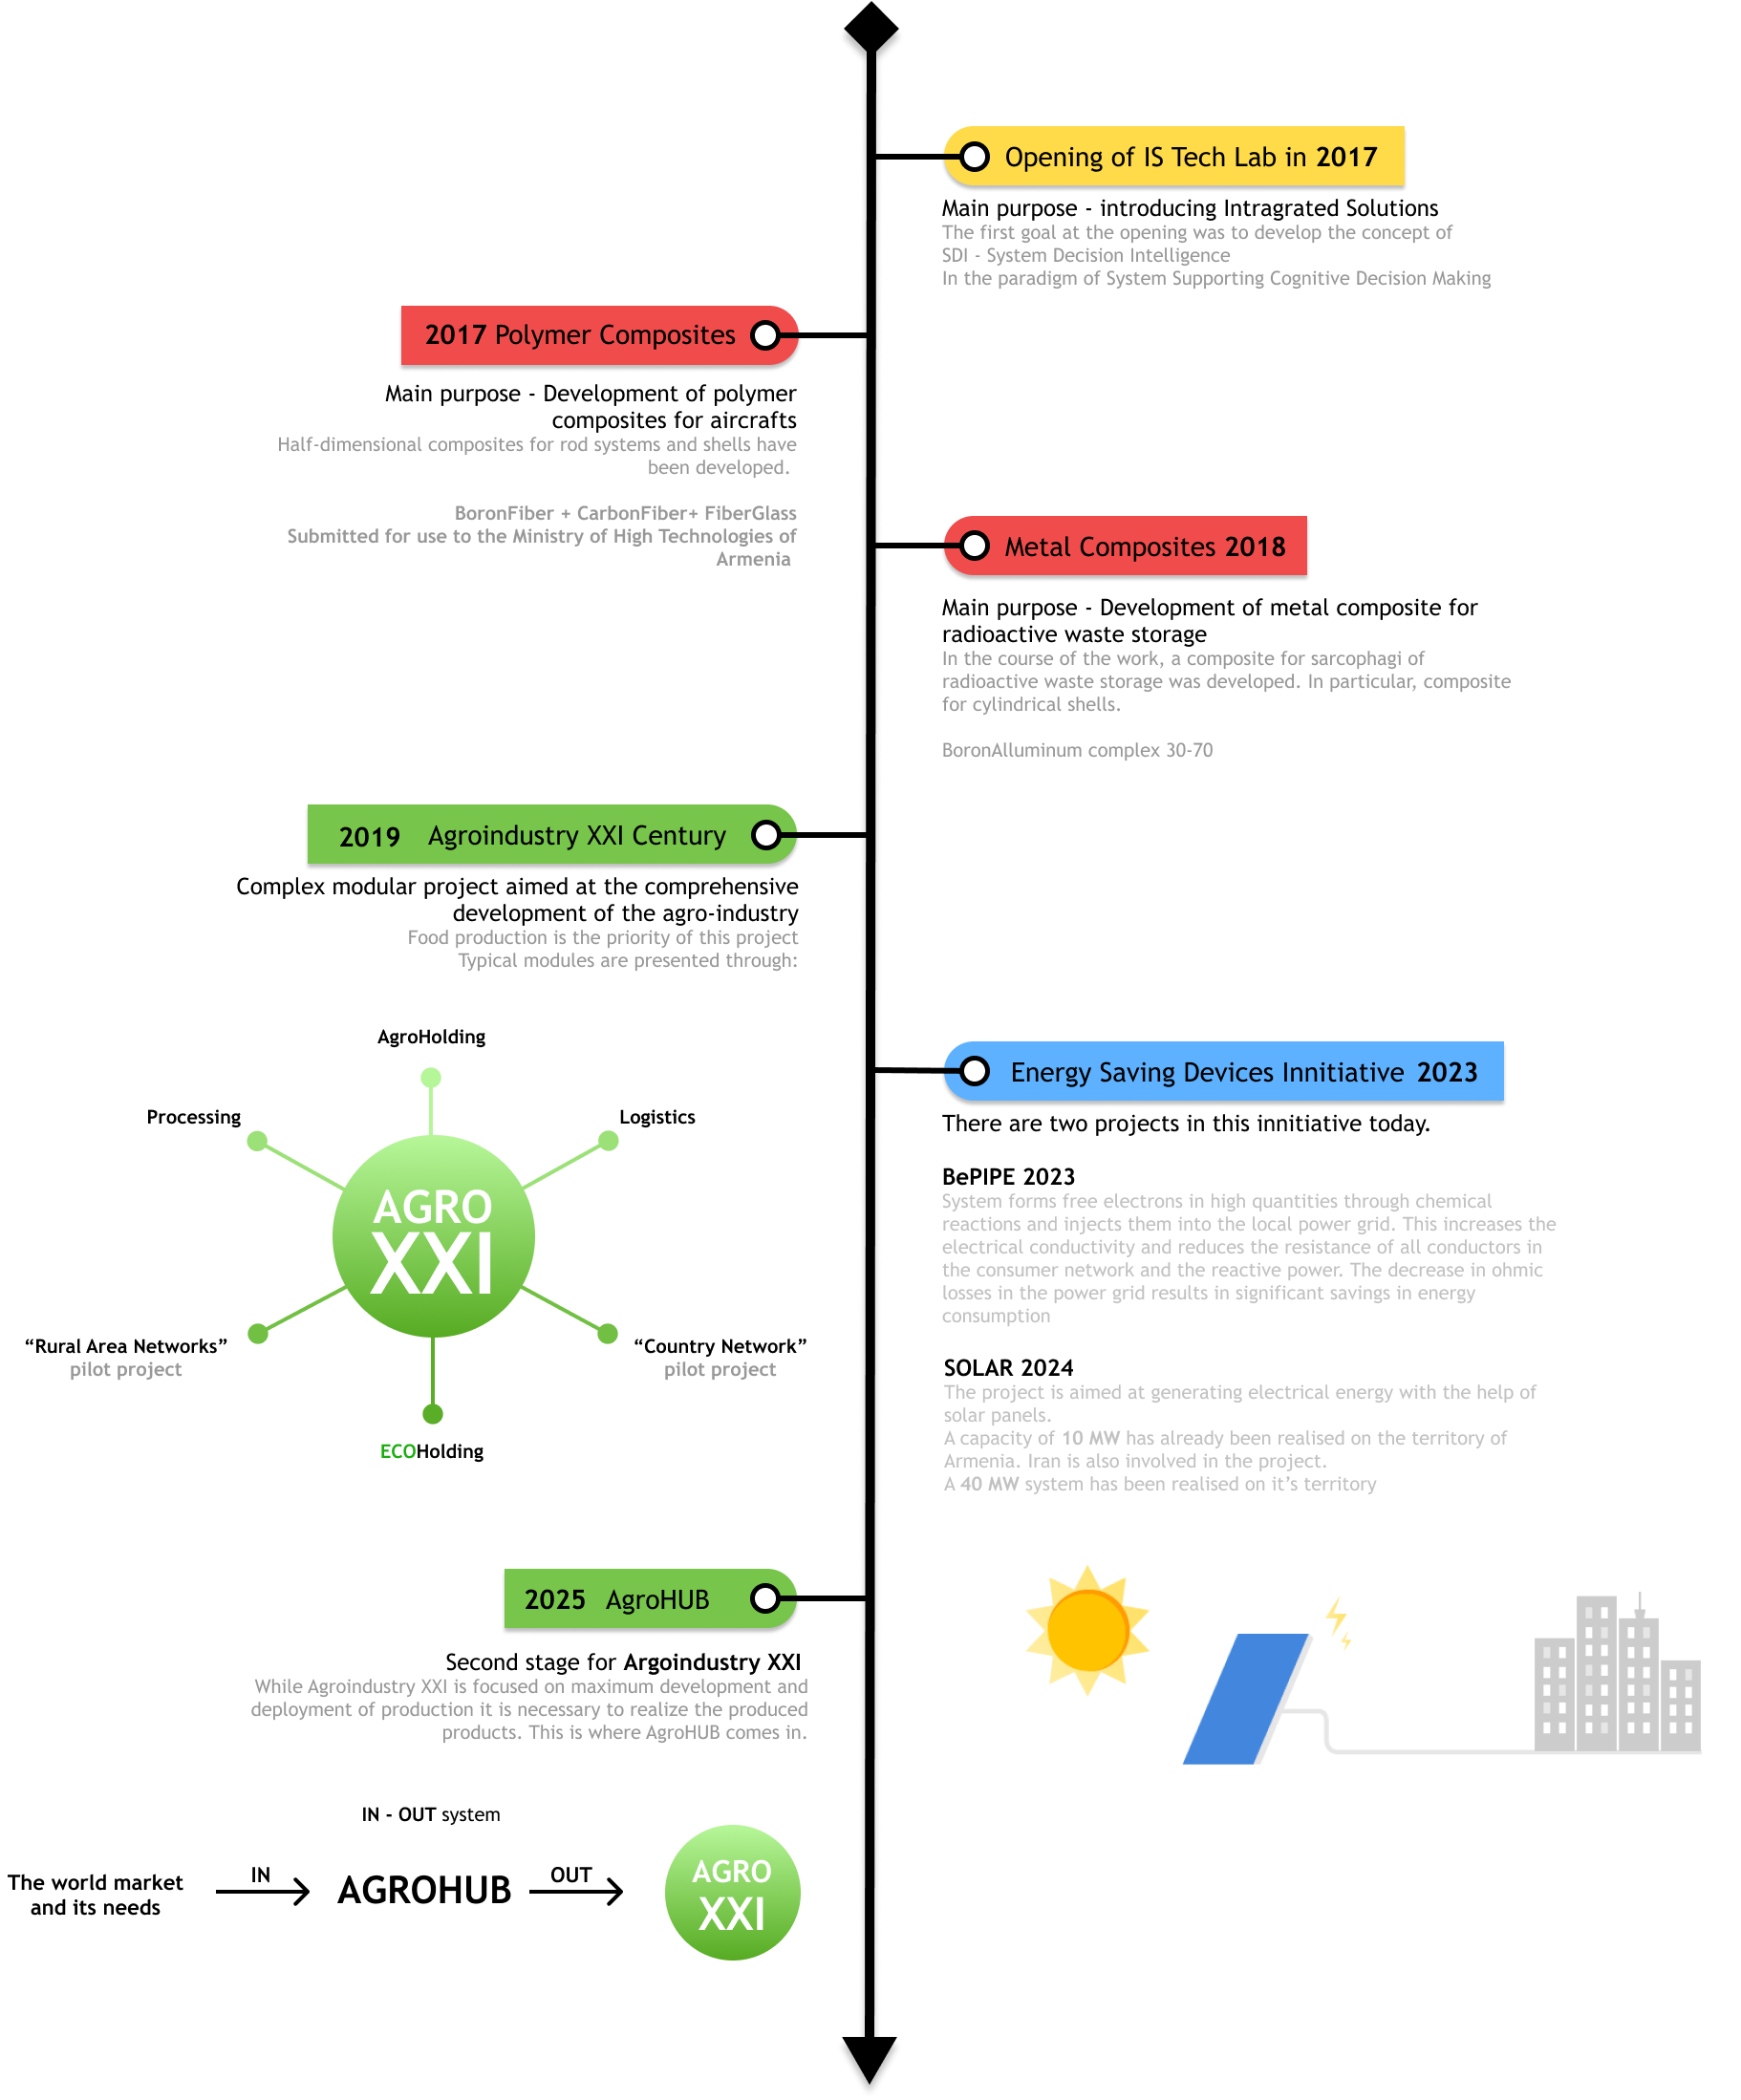 Opening of IS Tech Lab in 2017
Main purpose - introducing Intragrated Solutions
The first goal at the opening was to develop the concept of
SDI - System Decision Intelligence
In the paradigm of System Supporting Cognitive Decision Making
2017 Polymer Composites
Main purpose - Development of polymer
composites for aircrafts
Half-dimensional composites for rod systems and shells have
been developed.
BoronFiber + CarbonFiber+ FiberGlass
Submitted for use to the Ministry of High Technologies of
Armenia
Metal Composites 2018
Main purpose - Development of metal composite for
radioactive waste storage
In the course of the work, a composite for sarcophagi of
radioactive waste storage was developed. In particular, composite
for cylindrical shells.
BoronAlluminum complex 30-70
2019 Agroindustry XXI Century
Complex modular project aimed at the comprehensive
development of the agro-industry
Food production is the priority of this project
Typical modules are presented through:
AgroHolding
Processing
Logistics
AGRO
XXI
“Rural Area Networks”
pilot project
“Country Network”
pilot project
ECOHolding
Energy Saving Devices Innitiative 2023
There are two projects in this innitiative today.
BePIPE 2023
System forms free electrons in high quantities through chemical
reactions and injects them into the local power grid. This increases the
electrical conductivity and reduces the resistance of all conductors in
the consumer network and the reactive power. The decrease in ohmic
losses in the power grid results in significant savings in energy
consumption
SOLAR 2024
The project is aimed at generating electrical energy with the help of
solar panels.
A capacity of 10 MW has already been realised on the territory of
Armenia. Iran is also involved in the project.
A 40 MW system has been realised on it’s territory
2025 AgroHUB
Second stage for Argoindustry XXI
While Agroindustry XXI is focused on maximum development and
deployment of production it is necessary to realize the produced
products. This is where AgroHUB comes in.
IN - OUT system
The world market
and its needs
IN
AGROHUB
OUT
AGRO
XXI